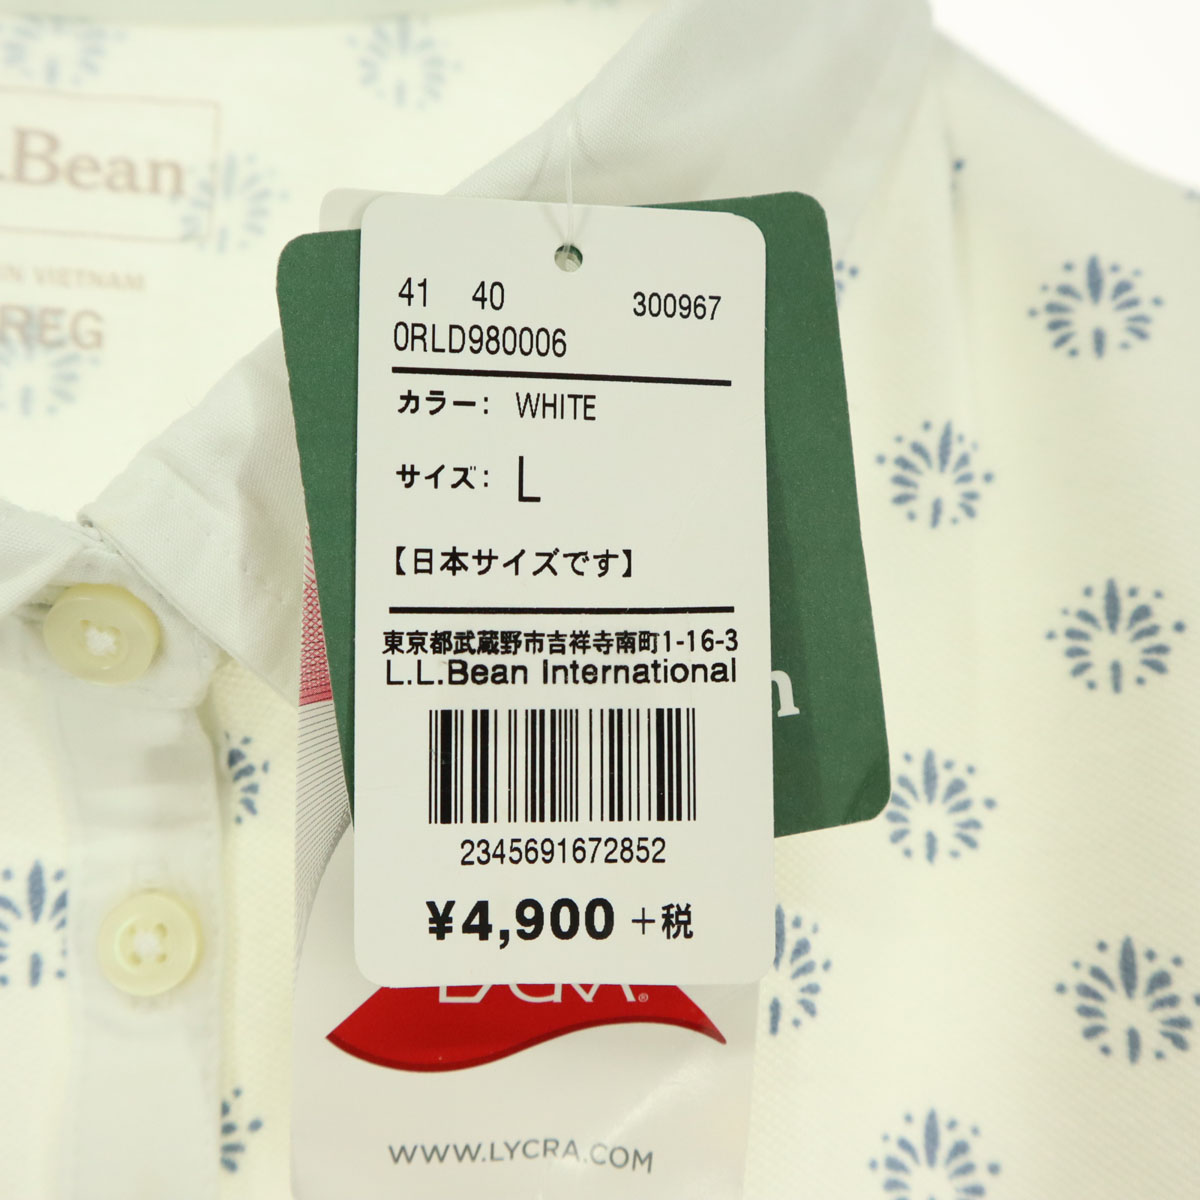 .Bean
VIETNAM
REG
41 40 300967
0RLD980006
カラー: WHITE
サイズ: L
【日本サイズです】
東京都武蔵野市吉祥寺南町1-16-3
L.L.Bean International
2345691672852
¥4,900 +税
n
LYCRA®
WWW.LYCRA.COM